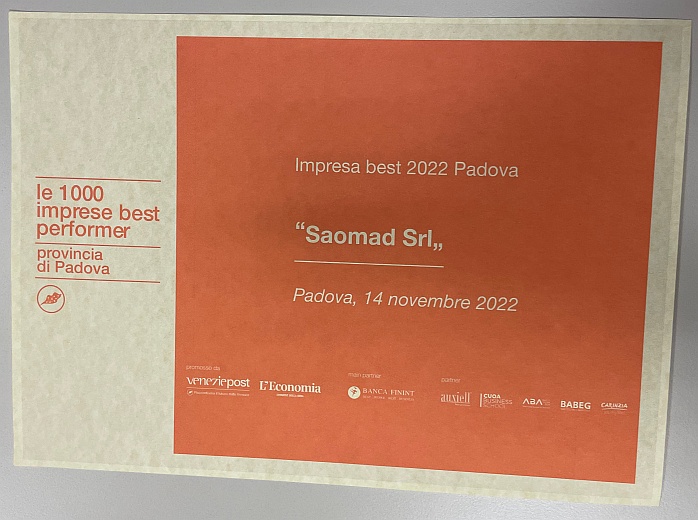 le 1000
imprese best
performer
provincia
di Padova
Impresa best 2022 Padova
“Saomad Srl„
Padova, 14 novembre 2022
promosso da
veneziepost
L'Economia
main partner
BANCA FININT
partner
auxiell
CUOA
BUSINESS
SCHOOL
ABA
BABEG
CARINZIA